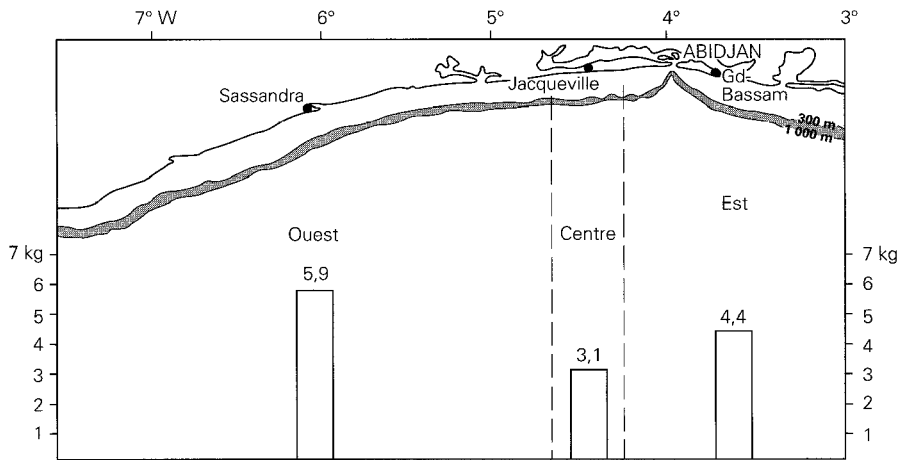 7° W 6° 5° 4° 3°
ABIDJAN
Jacqueville
Gd-
Bassam
Sassandra
300 m
1 000 m
Est
Ouest
Centre
7 kg
7 kg
5,9
6
6
5
4,4
5
4
4
3,1
3
3
2
2
1
1